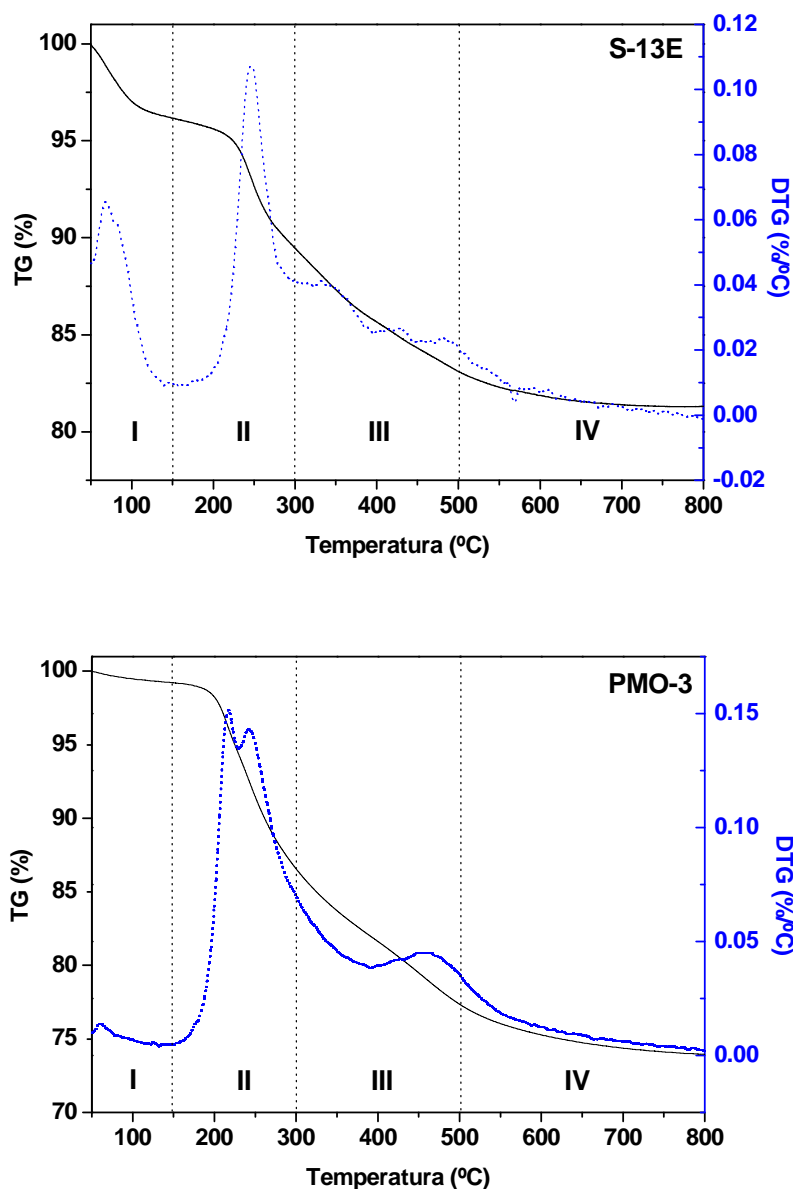 S-13E
TG (%)
100
95
90
85
80
0.12
0.10
0.08
0.06
0.04
0.02
0.00
-0.02
DTG (%/ºC)
I II III IV
100 200 300 400 500 600 700 800
Temperatura (ºC)
PMO-3
TG (%)
100
95
90
85
80
75
70
0.15
0.10
0.05
0.00
DTG (%/ºC)
I II III IV
100 200 300 400 500 600 700 800
Temperatura (ºC)